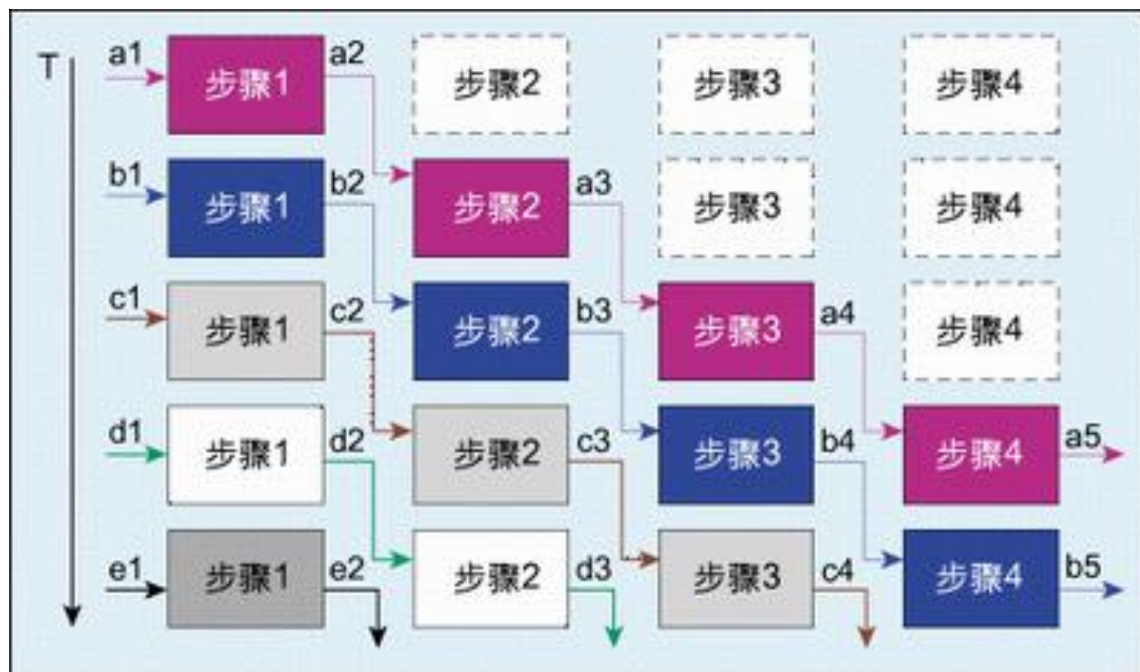 T
a1 步骤1 a2 步骤2 步骤3 步骤4
b1 步骤1 b2 步骤2 a3 步骤3 步骤4
c1 步骤1 c2 步骤2 b3 步骤3 a4 步骤4
d1 步骤1 d2 步骤2 c3 步骤3 b4 步骤4 a5
e1 步骤1 e2 步骤2 d3 步骤3 c4 步骤4 b5